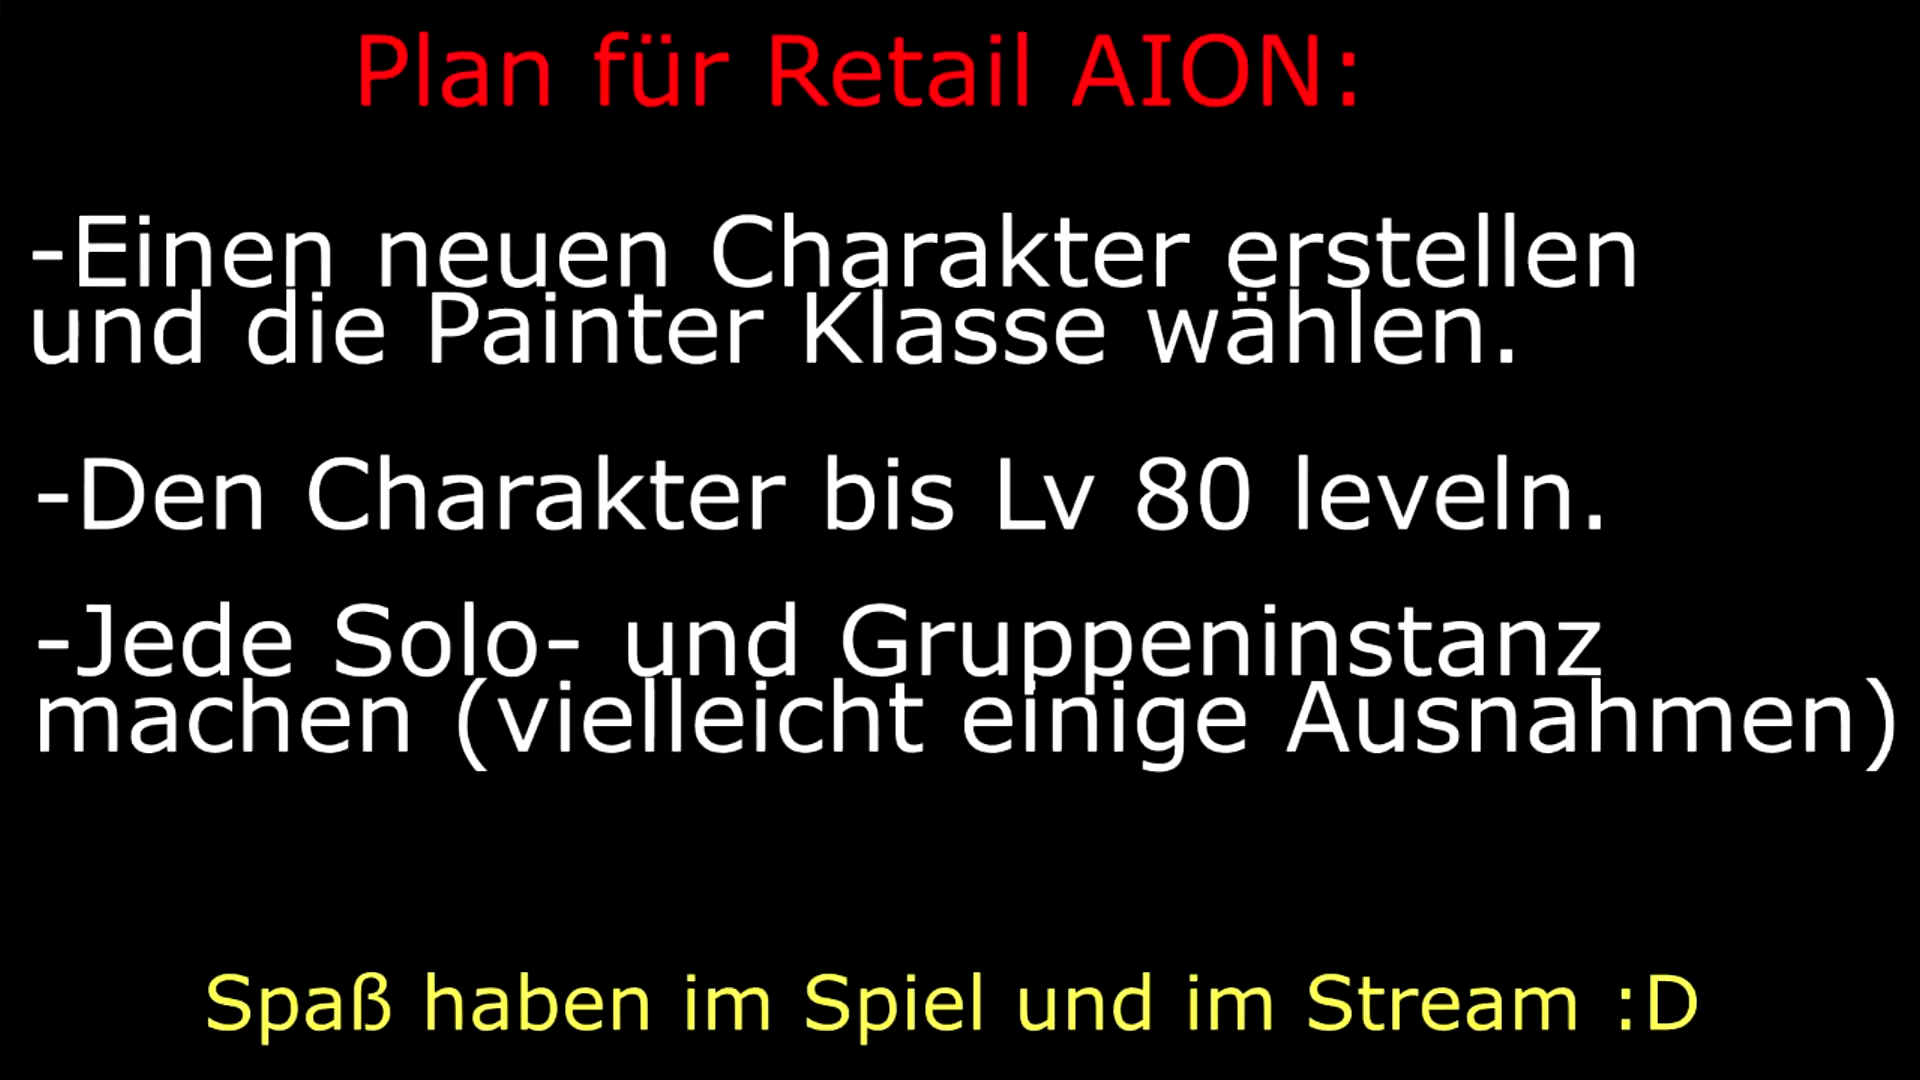 Plan für Retail AION:
-Einen neuen Charakter erstellen
und die Painter Klasse wählen.
-Den Charakter bis Lv 80 leveln.
-Jede Solo- und Gruppeninstanz
machen (vielleicht einige Ausnahmen)
Spaß haben im Spiel und im Stream :D